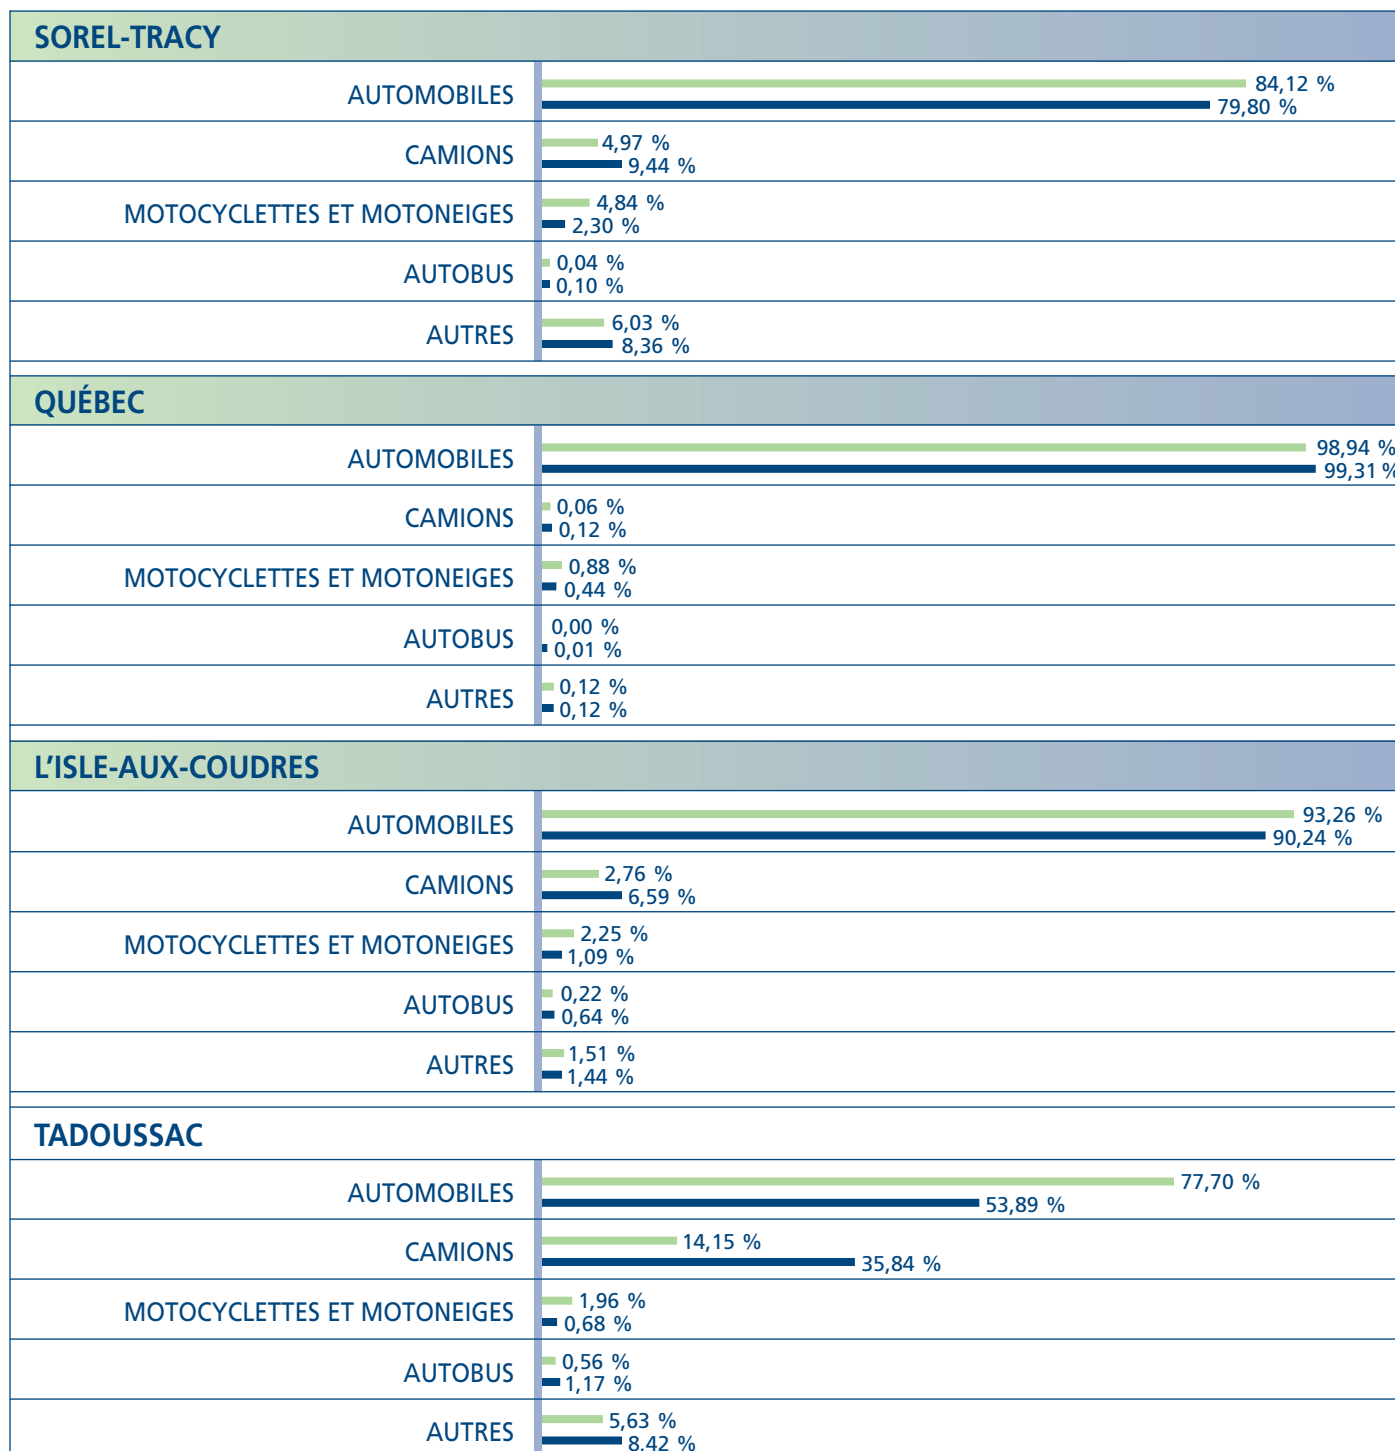 SOREL-TRACY
AUTOMOBILES
84,12 %
79,80 %
CAMIONS
4,97 %
9,44 %
MOTOCYCLETTES ET MOTONEIGES
4,84 %
2,30 %
AUTOBUS
0,04 %
0,10 %
AUTRES
6,03 %
8,36 %
QUÉBEC
AUTOMOBILES
98,94 %
99,31 %
CAMIONS
0,06 %
0,12 %
MOTOCYCLETTES ET MOTONEIGES
0,88 %
0,44 %
AUTOBUS
0,00 %
0,01 %
AUTRES
0,12 %
0,12 %
L'ISLE-AUX-COUDRES
AUTOMOBILES
93,26 %
90,24 %
CAMIONS
2,76 %
6,59 %
MOTOCYCLETTES ET MOTONEIGES
2,25 %
1,09 %
AUTOBUS
0,22 %
0,64 %
AUTRES
1,51 %
1,44 %
TADOUSSAC
AUTOMOBILES
77,70 %
53,89 %
CAMIONS
14,15 %
35,84 %
MOTOCYCLETTES ET MOTONEIGES
1,96 %
0,68 %
AUTOBUS
0,56 %
1,17 %
AUTRES
5,63 %
8,42 %